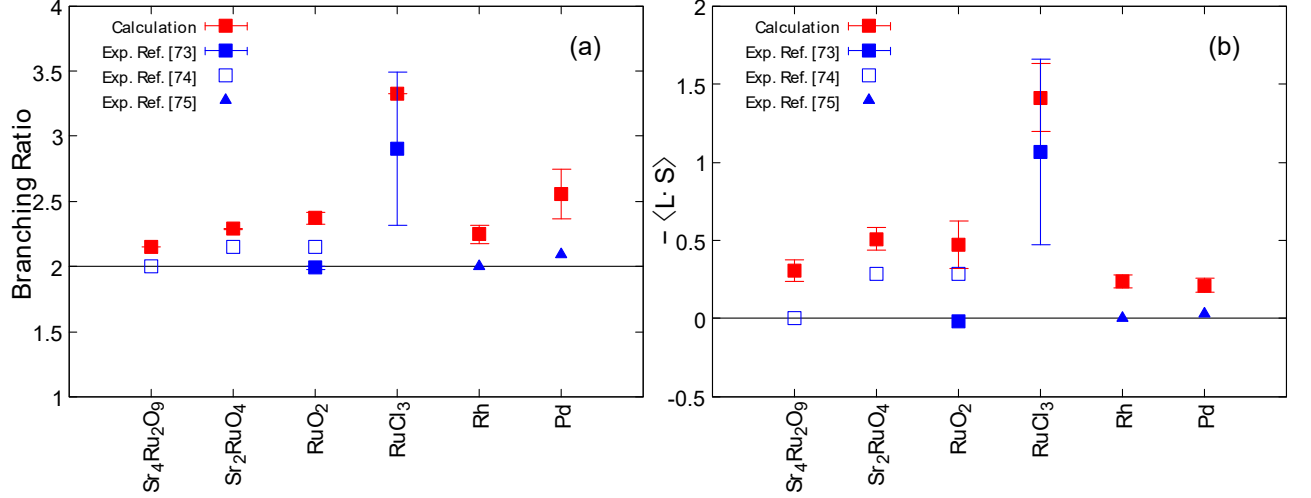 4
3.5
3
2.5
2
1.5
1
Branching Ratio
Calculation
Exp. Ref. [73]
Exp. Ref. [74]
Exp. Ref. [75]
(a)
Sr₄Ru₂O₉
Sr₂RuO₄
RuO₂
RuCl₃
Rh
Pd
2
1.5
1
0.5
0
-0.5
− ⟨L· S⟩
Calculation
Exp. Ref. [73]
Exp. Ref. [74]
Exp. Ref. [75]
(b)
Sr₄Ru₂O₉
Sr₂RuO₄
RuO₂
RuCl₃
Rh
Pd